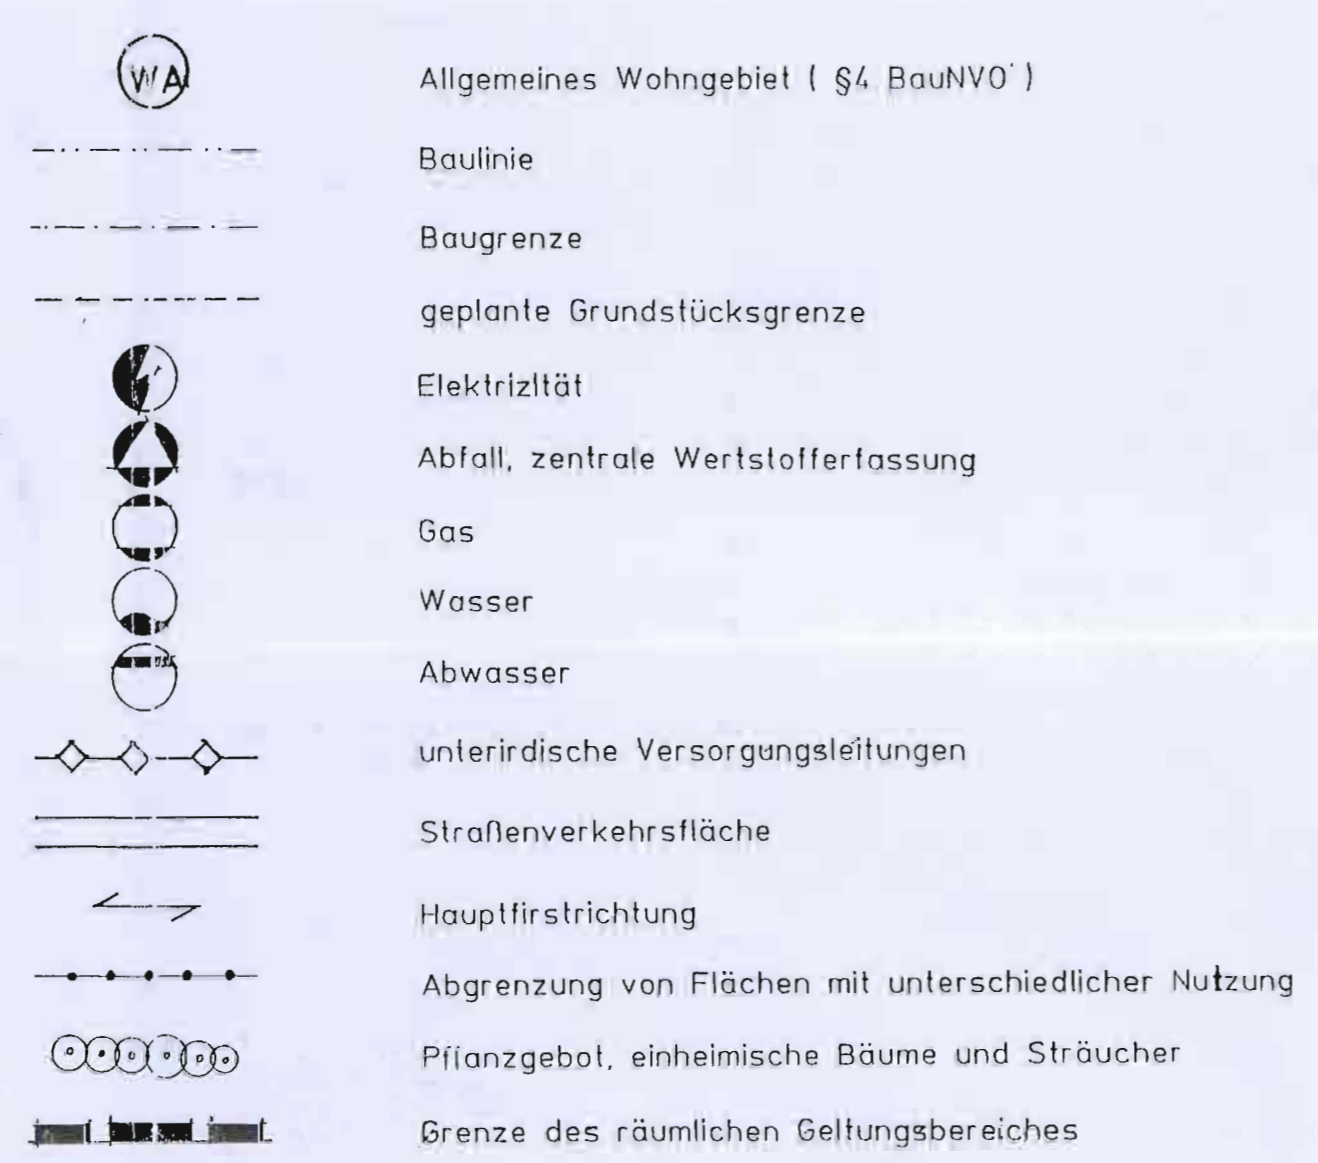 WA Allgemeines Wohngebiet ( §4 BauNVO )
Baulinie
Baugrenze
geplante Grundstücksgrenze
Elektrizität
Abfall, zentrale Wertstofferfassung
Gas
Wasser
Abwasser
unterirdische Versorgungsleitungen
Straßenverkehrsfläche
Hauptfirstrichtung
Abgrenzung von Flächen mit unterschiedlicher Nutzung
Pflanzgebot, einheimische Bäume und Sträucher
Grenze des räumlichen Geltungsbereiches